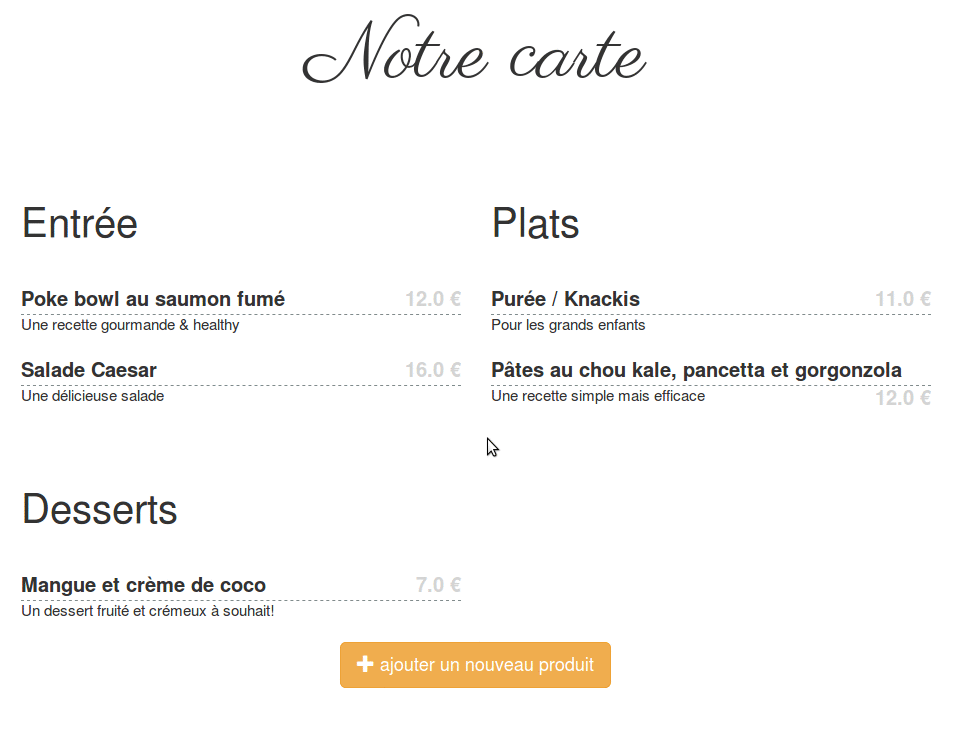 Notre carte
Entrée
Poke bowl au saumon fumé 12.0 €
Une recette gourmande & healthy
Salade Caesar 16.0 €
Une délicieuse salade
Plats
Purée / Knackis 11.0 €
Pour les grands enfants
Pâtes au chou kale, pancetta et gorgonzola
Une recette simple mais efficace 12.0 €
Desserts
Mangue et crème de coco 7.0 €
Un dessert fruité et crémeux à souhait!
ajouter un nouveau produit